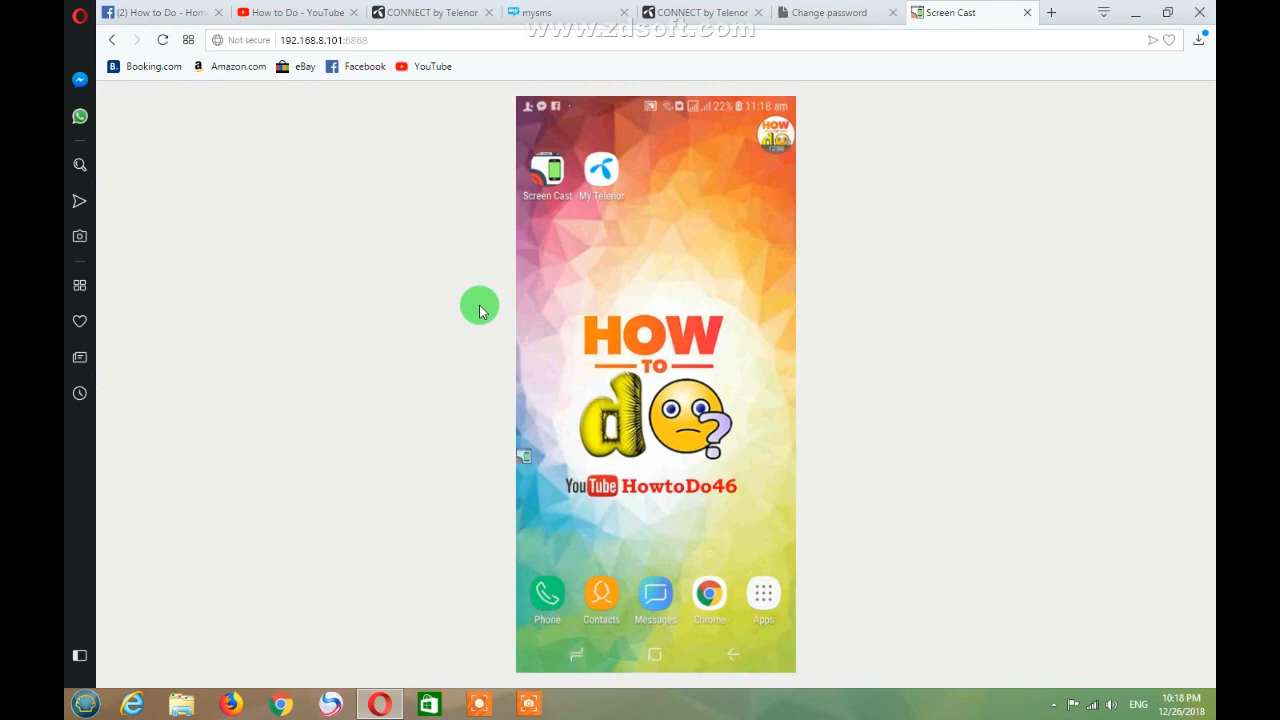 (2) How to Do - Hom
How to Do - YouTube
CONNECT by Telenor
mysms
CONNECT by Telenor
Change password
Screen Cast
www.zdsoft.com
Not secure
192.168.8.101:6868
Booking.com
Amazon.com
eBay
Facebook
YouTube
22%
11:18 am
HOW
Screen Cast
My Telenor
HOW
TO
do?
YouTube HowtoDo46
Phone
Contacts
Messages
Chrome
Apps
ENG
10:18 PM
12/26/2018